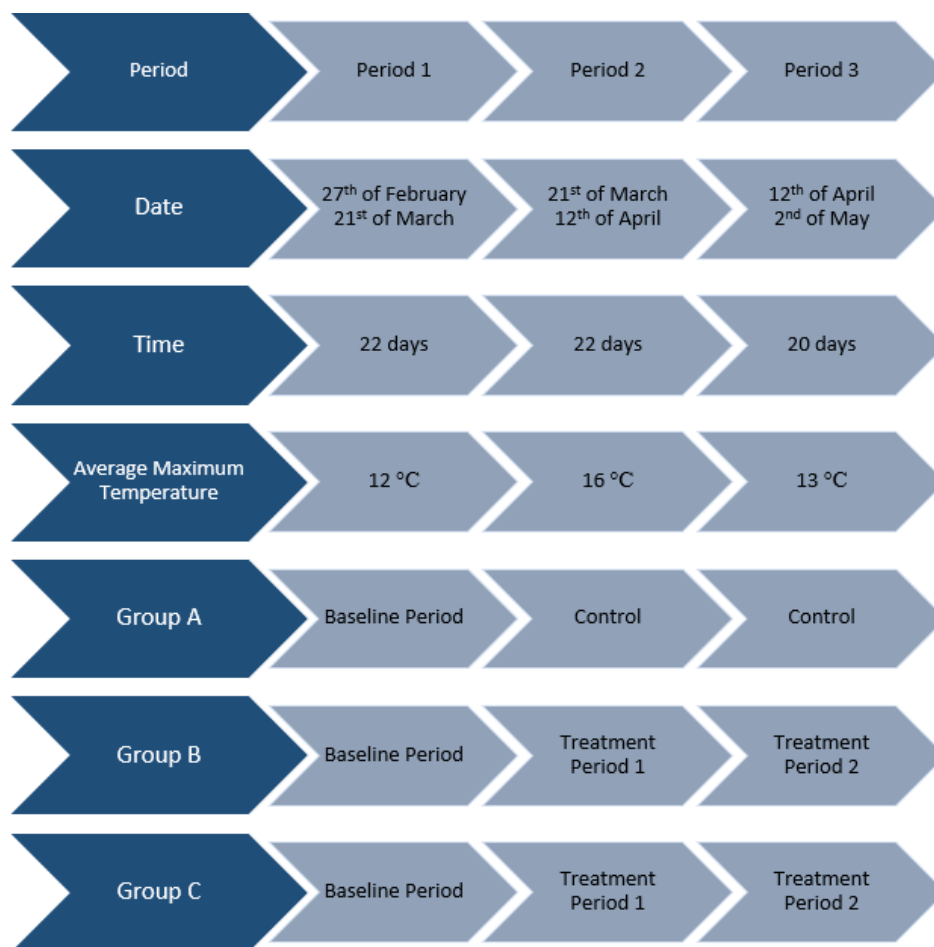 Period
Period 1
Period 2
Period 3
Date
27th of February
21st of March
21st of March
12th of April
12th of April
2nd of May
Time
22 days
22 days
20 days
Average Maximum
Temperature
12 °C
16 °C
13 °C
Group A
Baseline Period
Control
Control
Group B
Baseline Period
Treatment
Period 1
Treatment
Period 2
Group C
Baseline Period
Treatment
Period 1
Treatment
Period 2